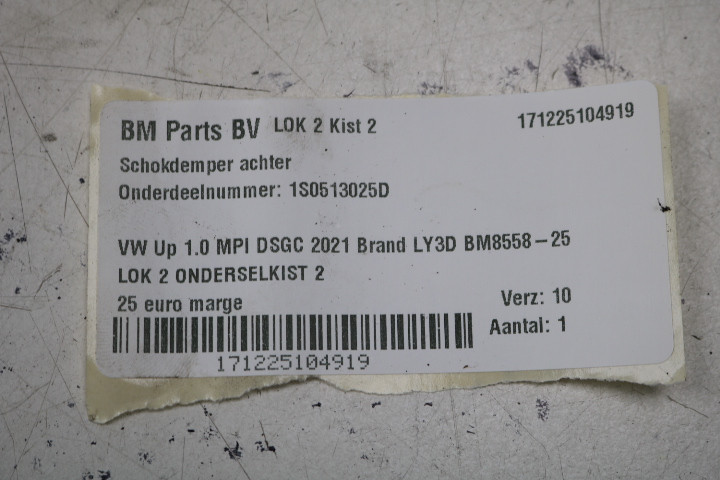 BM Parts BV LOK 2 Kist 2 171225104919
Schokdemper achter
Onderdeelnummer: 1S0513025D
VW Up 1.0 MPI DSGC 2021 Brand LY3D BM8558-25
LOK 2 ONDERSELKIST 2
25 euro marge
Verz: 10
Aantal: 1
171225104919